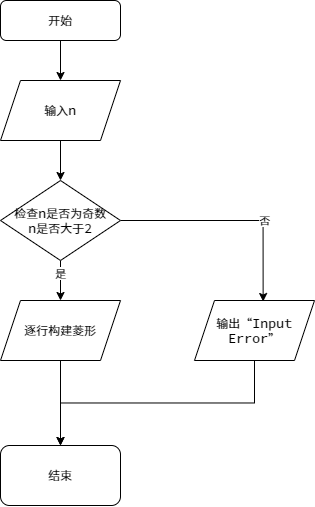 开始
输入n
检查n是否为奇数
n是否大于2
否
是
逐行构建菱形
输出“Input
Error”
结束